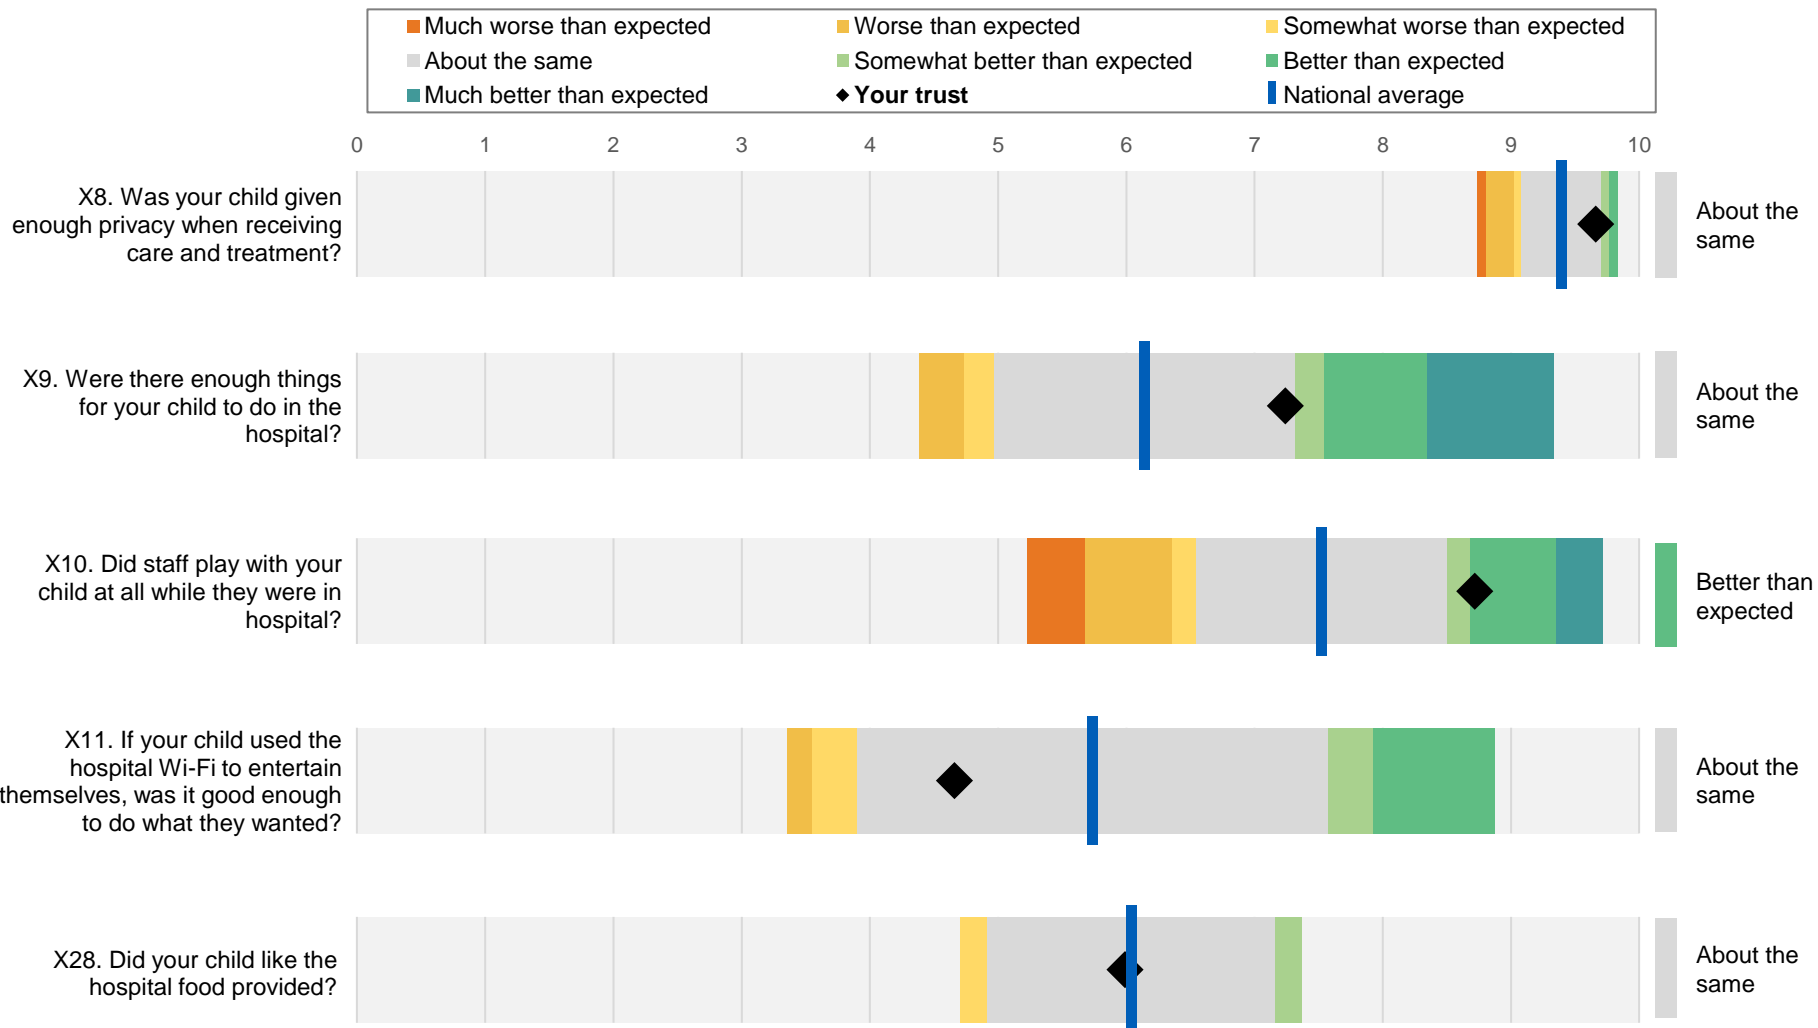 Much worse than expected
Worse than expected
Somewhat worse than expected
About the same
Somewhat better than expected
Better than expected
Much better than expected
Your trust
National average
0 1 2 3 4 5 6 7 8 9 10
X8. Was your child given
enough privacy when receiving
care and treatment?
About the
same
X9. Were there enough things
for your child to do in the
hospital?
About the
same
X10. Did staff play with your
child at all while they were in
hospital?
Better than
expected
X11. If your child used the
hospital Wi-Fi to entertain
themselves, was it good enough
to do what they wanted?
About the
same
X28. Did your child like the
hospital food provided?
About the
same